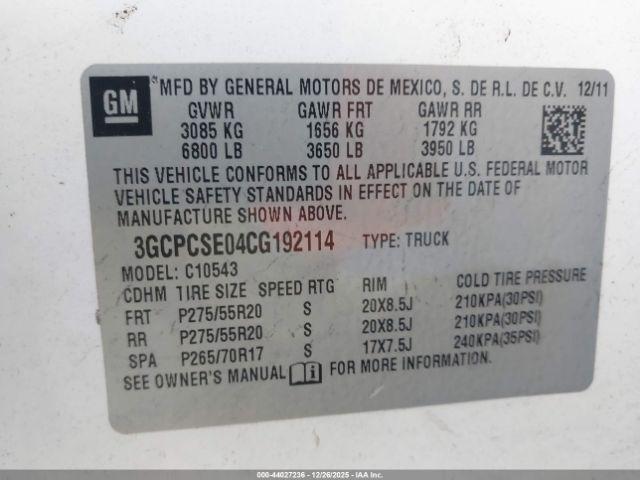 GM
MFD BY GENERAL MOTORS DE MEXICO, S. DE R.L. DE C.V. 12/11
GVWR GAWR FRT GAWR RR
3085 KG 1656 KG 1792 KG
6800 LB 3650 LB 3950 LB
THIS VEHICLE CONFORMS TO ALL APPLICABLE U.S. FEDERAL MOTOR
VEHICLE SAFETY STANDARDS IN EFFECT ON THE DATE OF
MANUFACTURE SHOWN ABOVE.
3GCPCSE04CG192114 TYPE: TRUCK
MODEL: C10543
CDHM TIRE SIZE SPEED RTG RIM COLD TIRE PRESSURE
FRT P275/55R20 S 20X8.5J 210KPA(30PSI)
RR P275/55R20 S 20X8.5J 210KPA(30PSI)
SPA P265/70R17 S 17X7.5J 240KPA(35PSI)
SEE OWNER'S MANUAL FOR MORE INFORMATION.
000-44027236 - 12/26/2025 - IAAI.com